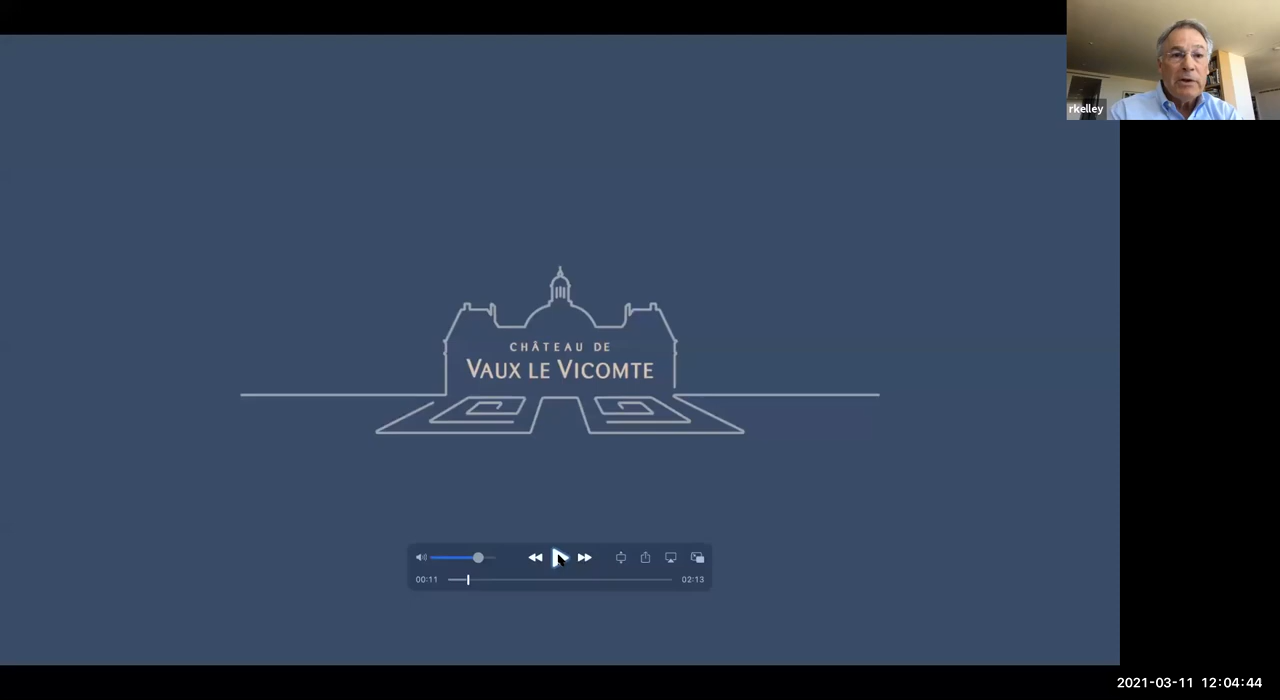 rkelley
CHÂTEAU DE
VAUX LE VICOMTE
00:11
02:13
2021-03-11 12:04:44